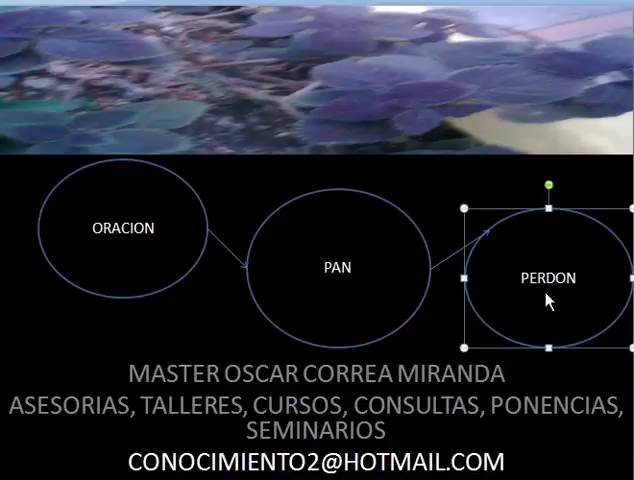 ORACION
PAN
PERDON
MASTER OSCAR CORREA MIRANDA
ASESORIAS, TALLERES, CURSOS, CONSULTAS, PONENCIAS,
SEMINARIOS
CONOCIMIENTO2@HOTMAIL.COM